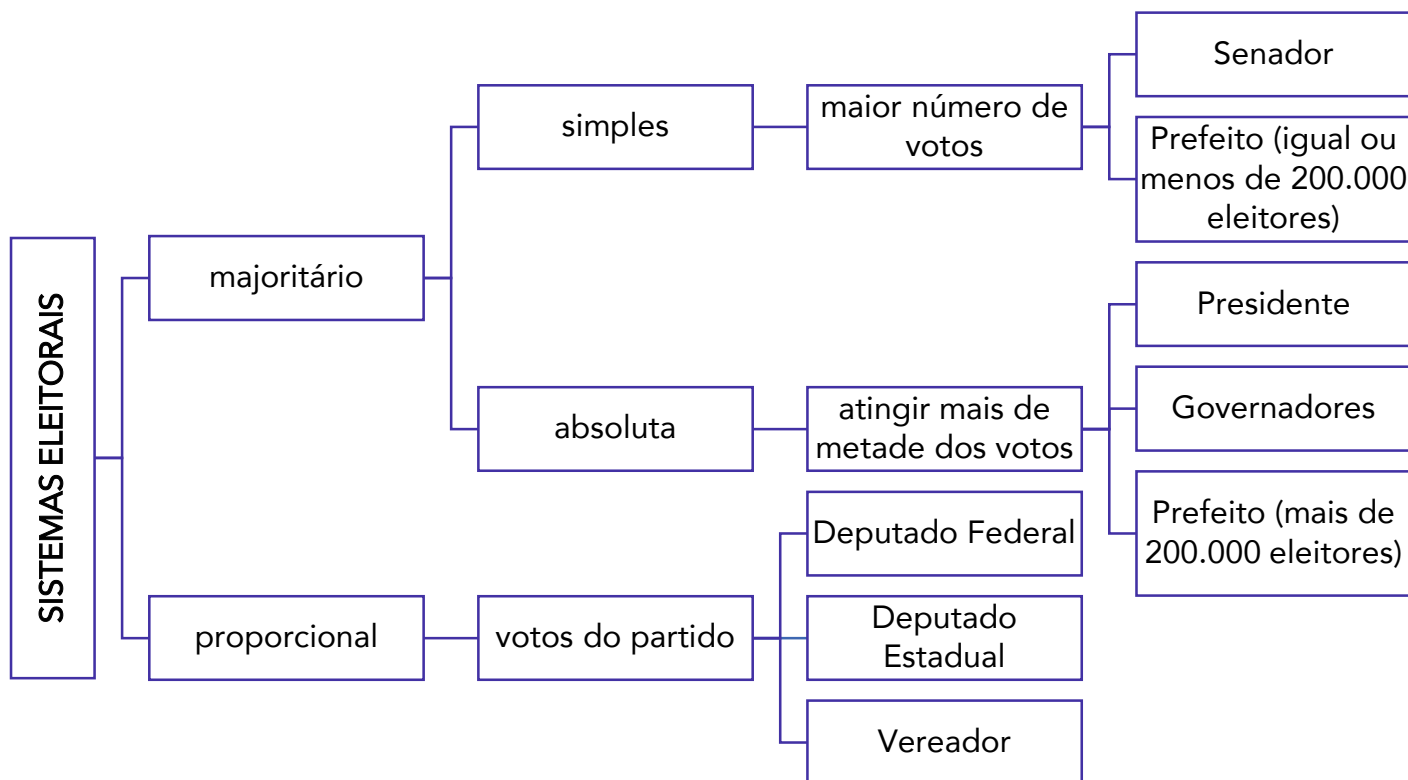 SISTEMAS ELEITORAIS
majoritário
simples
maior número de
votos
Senador
Prefeito (igual ou
menos de 200.000
eleitores)
absoluta
atingir mais de
metade dos votos
Presidente
Governadores
Prefeito (mais de
200.000 eleitores)
proporcional
votos do partido
Deputado Federal
Deputado
Estadual
Vereador